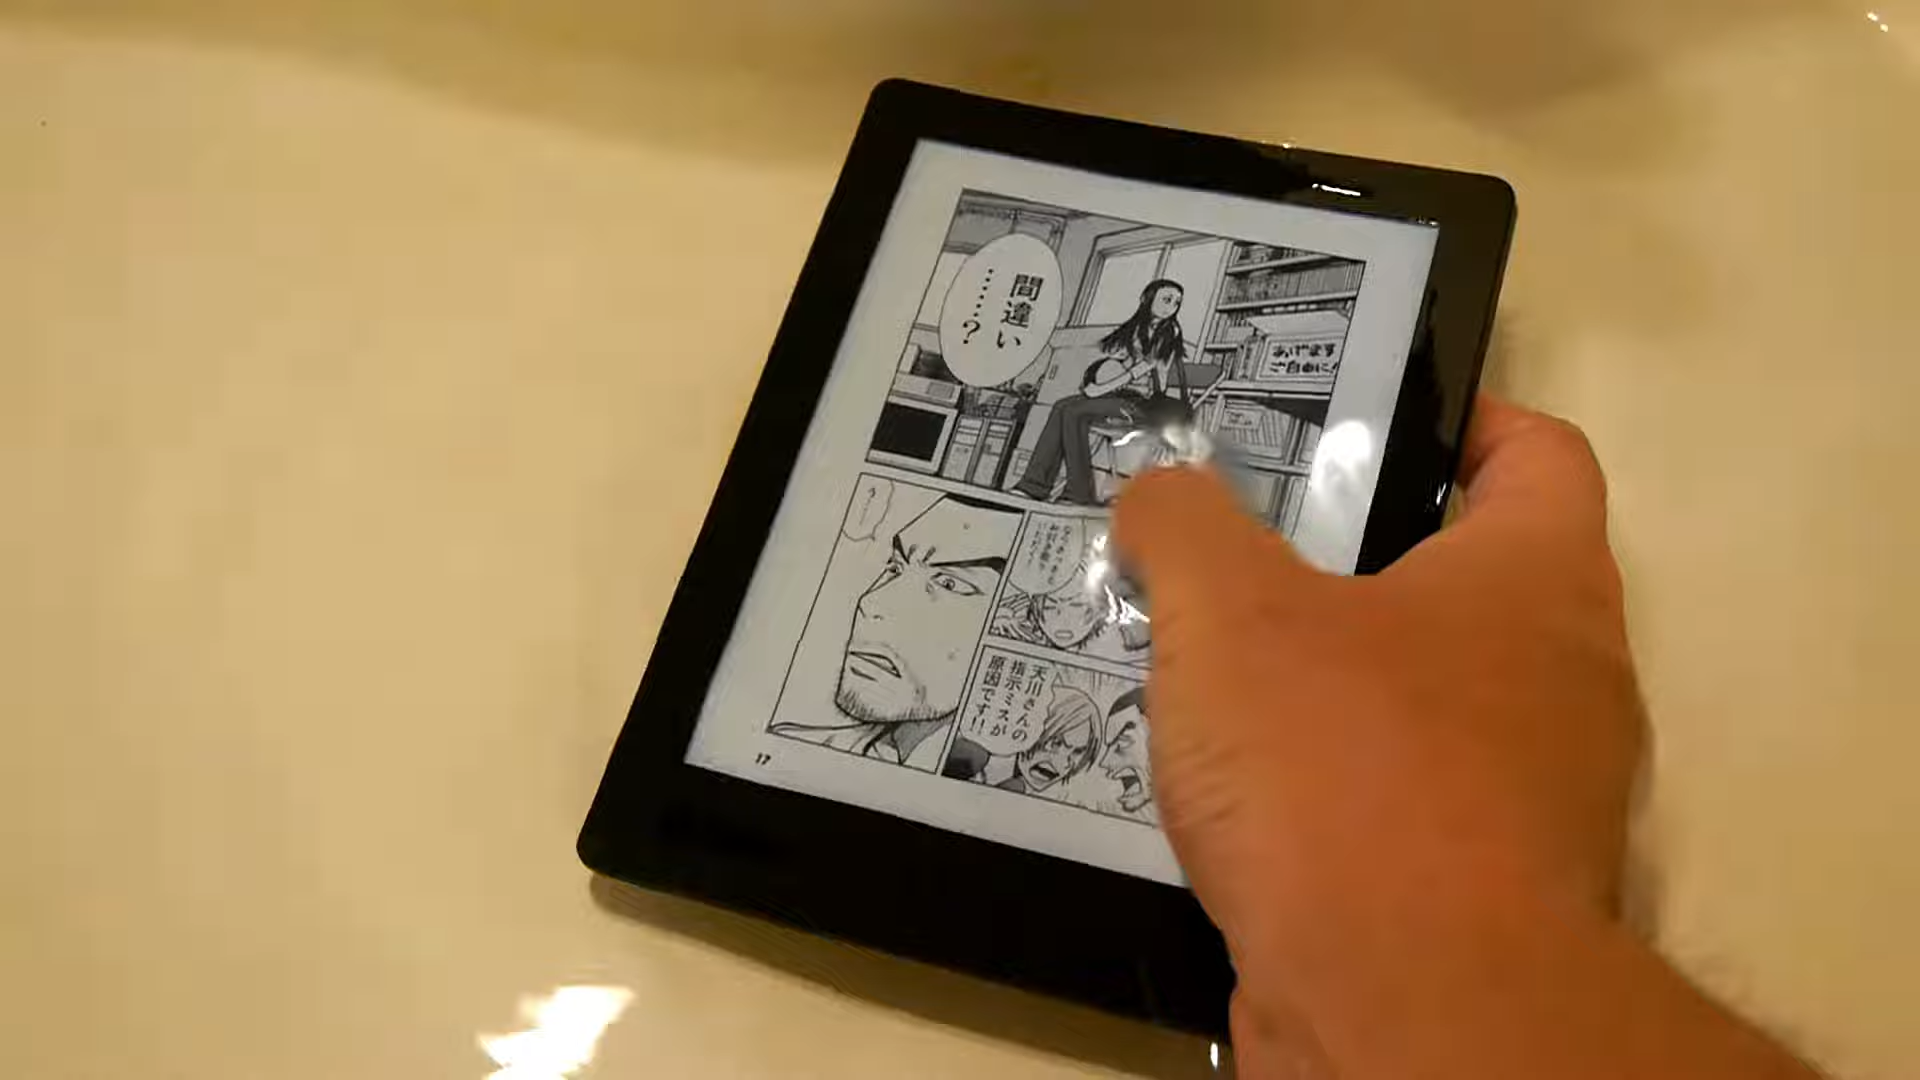 間違い
……?
あげます
ご自由に!
う……
天川さんの
指示ミスが
原因です!!
17